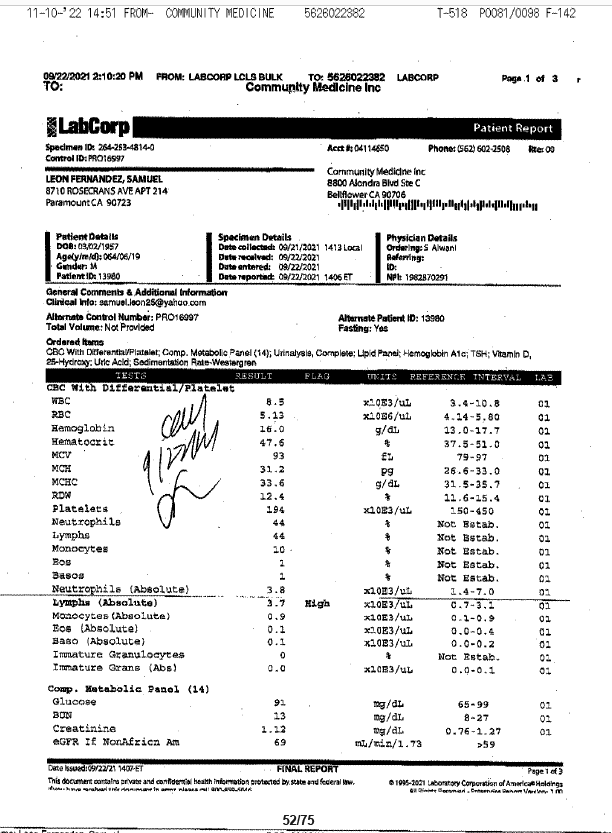 11-10-'22 14:51 FROM- COMMUNITY MEDICINE 5626022382 T-518 P0081/0098 F-142
09/22/2021 2:10:20 PM FROM: LABCORP LCLS BULK TO: 5626022382 LABCORP Page 1 of 3
TO: Community Medicine Inc
LabCorp Patient Report
Specimen ID: 264-253-4814-0 Acct #: 04114650 Phone: (562) 602-2508 Rte: 00
Control ID: PRO16997
LEON FERNANDEZ, SAMUEL
8710 ROSECRANS AVE APT 214
Paramount CA 90723
Community Medicine Inc
8800 Alondra Blvd Ste C
Bellflower CA 90706
Patient Details
DOB: 03/02/1957
Age(y/m/d): 064/06/19
Gender: M
Patient ID: 13980
Specimen Details
Date collected: 09/21/2021 1413 Local
Date received: 09/22/2021
Date entered: 09/22/2021
Date reported: 09/22/2021 1406 ET
Physician Details
Ordering: S Alwani
Referring:
ID:
NPI: 1982870291
General Comments & Additional Information
Clinical Info: samuel.leon25@yahoo.com
Alternate Control Number: PRO16997 Alternate Patient ID: 13980
Total Volume: Not Provided Fasting: Yes
Ordered Items
CBC With Differential/Platelet; Comp. Metabolic Panel (14); Urinalysis, Complete; Lipid Panel; Hemoglobin A1c; TSH; Vitamin D,
25-Hydroxy; Uric Acid; Sedimentation Rate-Westergren
TESTS RESULT FLAG UNITS REFERENCE INTERVAL LAB
CBC With Differential/Platelet
WBC 8.5 x10E3/uL 3.4-10.8 01
RBC 5.13 x10E6/uL 4.14-5.80 01
Hemoglobin 16.0 g/dL 13.0-17.7 01
Hematocrit 47.6 % 37.5-51.0 01
MCV 93 fL 79-97 01
MCH 31.2 pg 26.6-33.0 01
MCHC 33.6 g/dL 31.5-35.7 01
RDW 12.4 % 11.6-15.4 01
Platelets 194 x10E3/uL 150-450 01
Neutrophils 44 % Not Estab. 01
Lymphs 44 % Not Estab. 01
Monocytes 10 % Not Estab. 01
Eos 1 % Not Estab. 01
Basos 1 % Not Estab. 01
Neutrophils (Absolute) 3.8 x10E3/uL 1.4-7.0 01
Lymphs (Absolute) 3.7 High x10E3/uL 0.7-3.1 01
Monocytes(Absolute) 0.9 x10E3/uL 0.1-0.9 01
Eos (Absolute) 0.1 x10E3/uL 0.0-0.4 01
Baso (Absolute) 0.1 x10E3/uL 0.0-0.2 01
Immature Granulocytes 0 % Not Estab. 01
Immature Grans (Abs) 0.0 x10E3/uL 0.0-0.1 01
Comp. Metabolic Panel (14)
Glucose 91 mg/dL 65-99 01
BUN 13 mg/dL 8-27 01
Creatinine 1.12 mg/dL 0.76-1.27 01
eGFR If NonAfricn Am 69 mL/min/1.73 >59
Date Issued: 09/22/21 1407 ET FINAL REPORT Page 1 of 3
This document contains private and confidential health information protected by state and federal law. © 1995-2021 Laboratory Corporation of America® Holdings
52/75